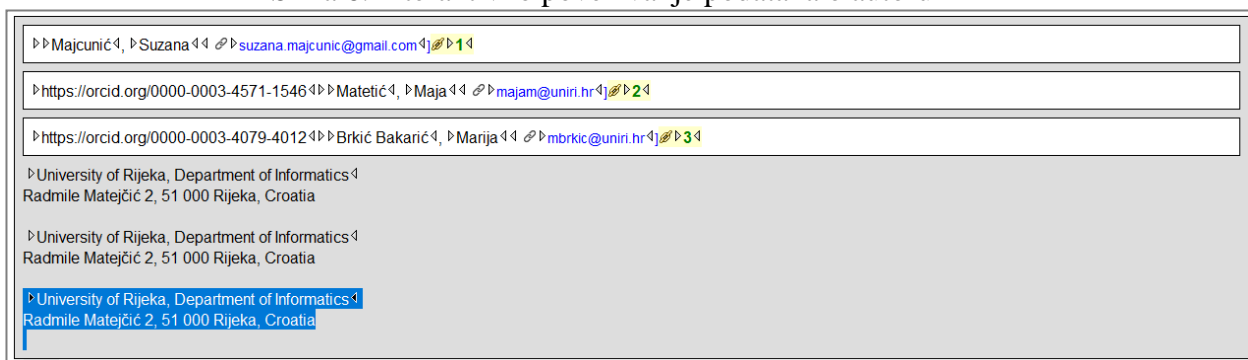 ▷▷Majcunić◁, ▷Suzana◁◁ ▷suzana.majcunic@gmail.com◁]▷1◁
▷https://orcid.org/0000-0003-4571-1546◁▷▷Matetić◁, ▷Maja◁◁ ▷majam@uniri.hr◁]▷2◁
▷https://orcid.org/0000-0003-4079-4012◁▷▷Brkić Bakarić◁, ▷Marija◁◁ ▷mbrkic@uniri.hr◁]▷3◁
▷University of Rijeka, Department of Informatics◁
Radmile Matejčić 2, 51 000 Rijeka, Croatia
▷University of Rijeka, Department of Informatics◁
Radmile Matejčić 2, 51 000 Rijeka, Croatia
▷University of Rijeka, Department of Informatics◁
Radmile Matejčić 2, 51 000 Rijeka, Croatia